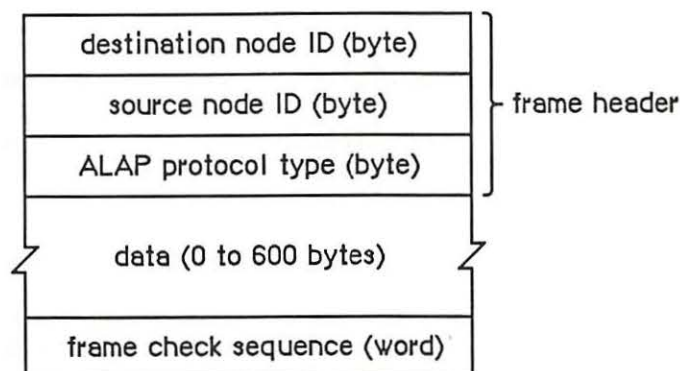 destination node ID (byte)
source node ID (byte)
frame header
ALAP protocol type (byte)
data (0 to 600 bytes)
frame check sequence (word)